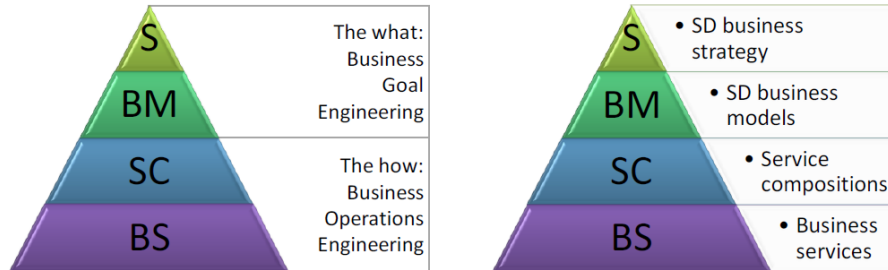 S
BM
SC
BS
The what:
Business
Goal
Engineering
The how:
Business
Operations
Engineering
S
BM
SC
BS
• SD business
strategy
• SD business
models
• Service
compositions
• Business
services